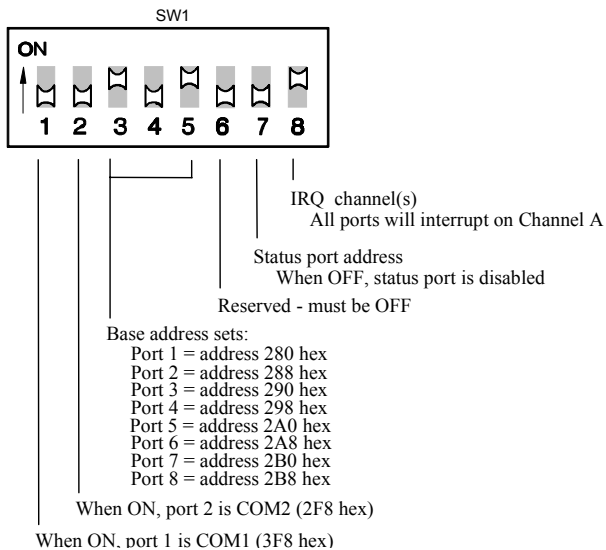 SW1
ON
1 2 3 4 5 6 7 8
IRQ channel(s)
All ports will interrupt on Channel A
Status port address
When OFF, status port is disabled
Reserved - must be OFF
Base address sets:
Port 1 = address 280 hex
Port 2 = address 288 hex
Port 3 = address 290 hex
Port 4 = address 298 hex
Port 5 = address 2A0 hex
Port 6 = address 2A8 hex
Port 7 = address 2B0 hex
Port 8 = address 2B8 hex
When ON, port 2 is COM2 (2F8 hex)
When ON, port 1 is COM1 (3F8 hex)